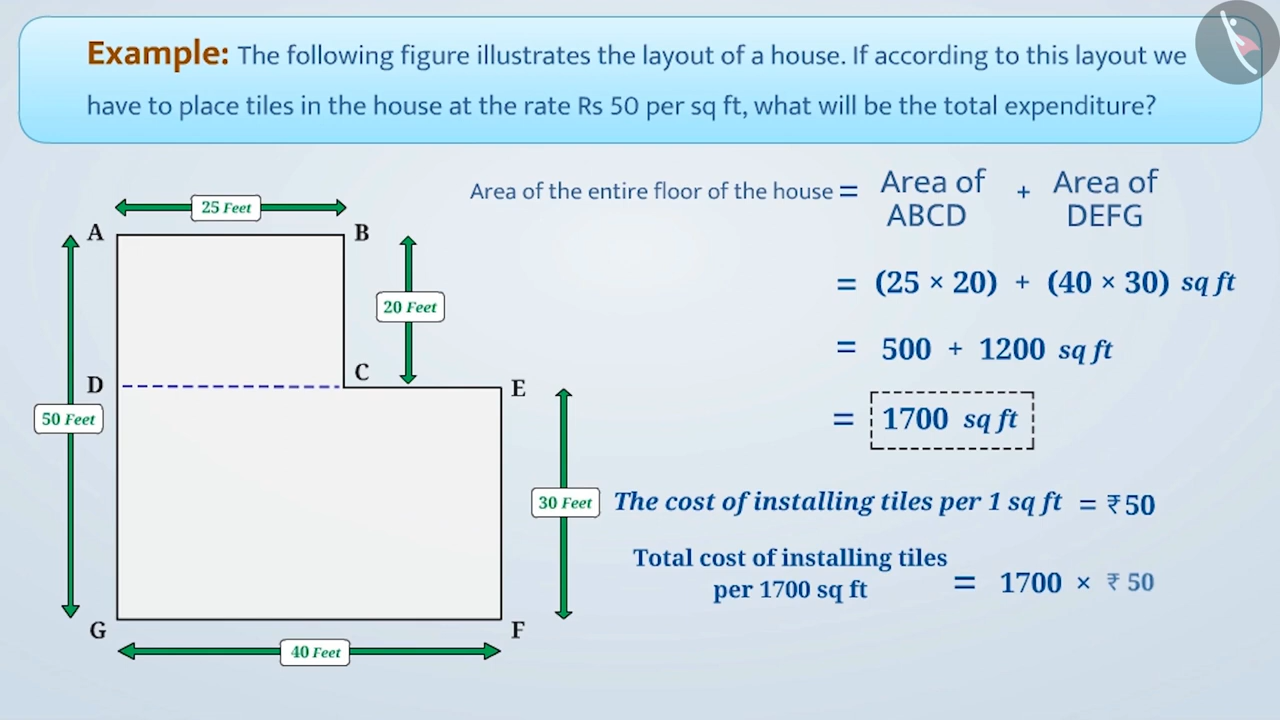 Example: The following figure illustrates the layout of a house. If according to this layout we
have to place tiles in the house at the rate Rs 50 per sq ft, what will be the total expenditure?
25 Feet
A
B
20 Feet
D
C
E
50 Feet
30 Feet
G
F
40 Feet
Area of the entire floor of the house = Area of ABCD + Area of DEFG
= (25 × 20) + (40 × 30) sq ft
= 500 + 1200 sq ft
= 1700 sq ft
The cost of installing tiles per 1 sq ft = ₹50
Total cost of installing tiles
per 1700 sq ft = 1700 × ₹ 50